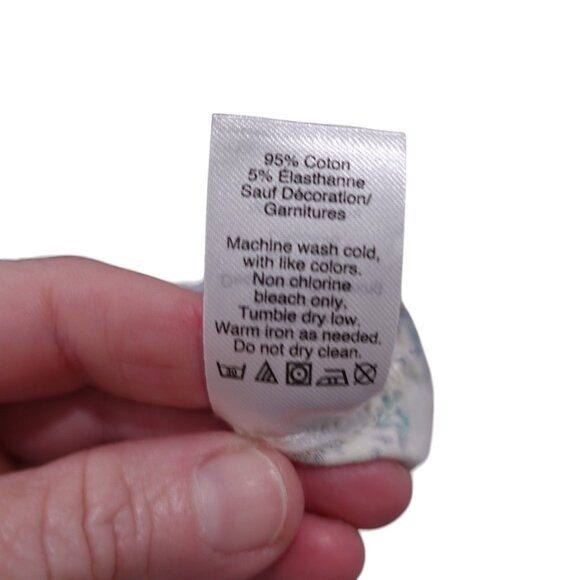 95% Coton
5% Élasthanne
Sauf Décoration/
Garnitures
Machine wash cold,
with like colors.
Non chlorine
bleach only.
Tumble dry low.
Warm iron as needed.
Do not dry clean.
30